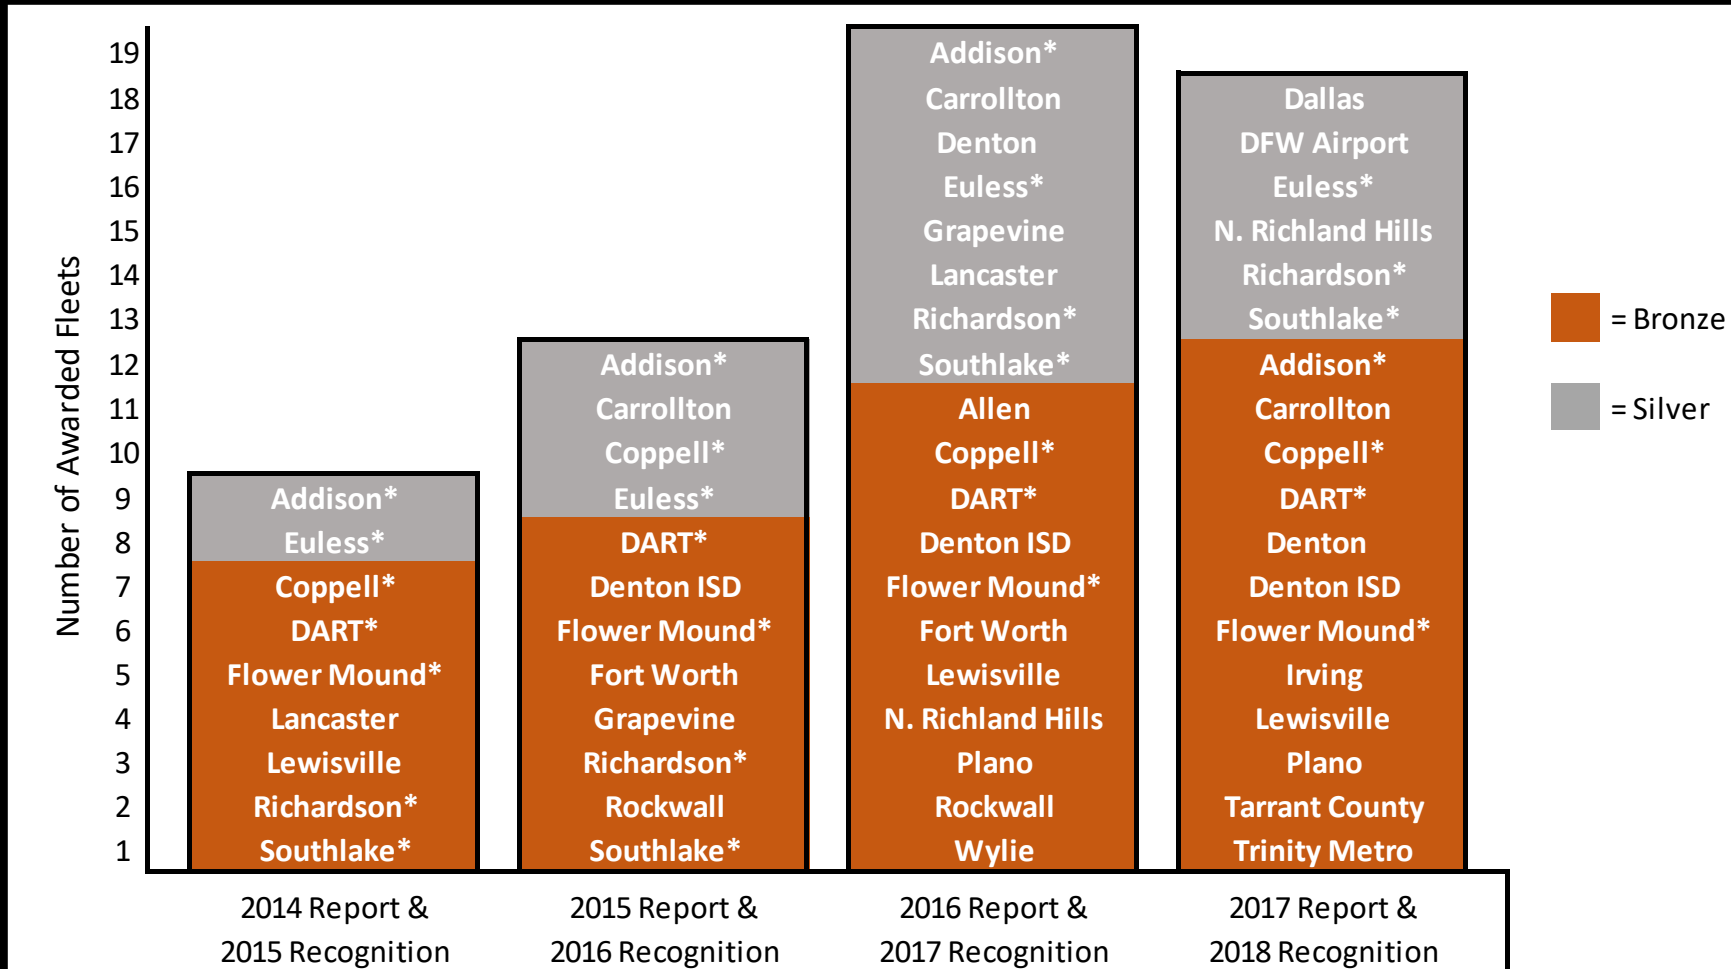 Number of Awarded Fleets
19
18
17
16
15
14
13
12
11
10
9
8
7
6
5
4
3
2
1
Addison*
Euless*
Coppell*
DART*
Flower Mound*
Lancaster
Lewisville
Richardson*
Southlake*
2014 Report &
2015 Recognition
Addison*
Carrollton
Coppell*
Euless*
DART*
Denton ISD
Flower Mound*
Fort Worth
Grapevine
Richardson*
Rockwall
Southlake*
2015 Report &
2016 Recognition
Addison*
Carrollton
Denton
Euless*
Grapevine
Lancaster
Richardson*
Southlake*
Allen
Coppell*
DART*
Denton ISD
Flower Mound*
Fort Worth
Lewisville
N. Richland Hills
Plano
Rockwall
Wylie
2016 Report &
2017 Recognition
Dallas
DFW Airport
Euless*
N. Richland Hills
Richardson*
Southlake*
Addison*
Carrollton
Coppell*
DART*
Denton
Denton ISD
Flower Mound*
Irving
Lewisville
Plano
Tarrant County
Trinity Metro
2017 Report &
2018 Recognition
= Bronze
= Silver